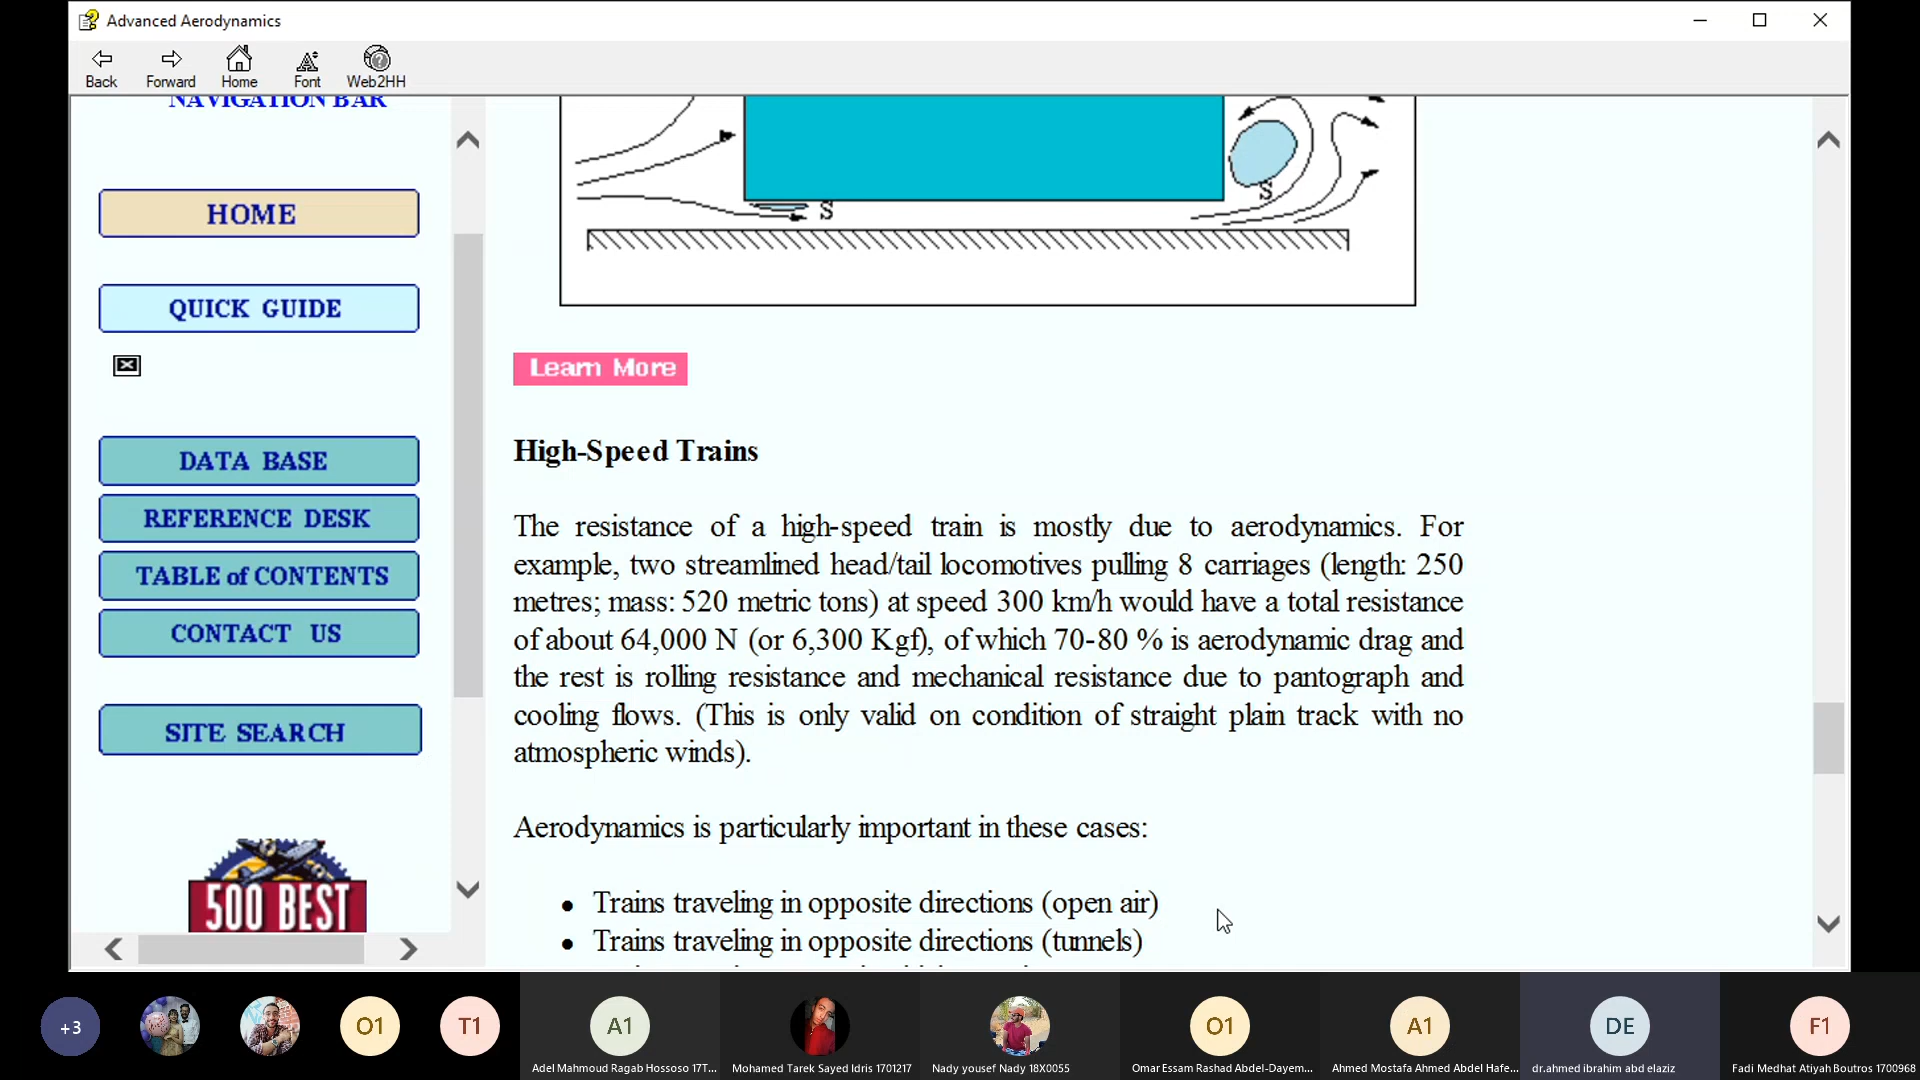 Advanced Aerodynamics
Back Forward Home Font Web2HH
NAVIGATION BAR
HOME
QUICK GUIDE
DATA BASE
REFERENCE DESK
TABLE of CONTENTS
CONTACT US
SITE SEARCH
500 BEST
S
S
Learn More
High-Speed Trains
The resistance of a high-speed train is mostly due to aerodynamics. For
example, two streamlined head/tail locomotives pulling 8 carriages (length: 250
metres; mass: 520 metric tons) at speed 300 km/h would have a total resistance
of about 64,000 N (or 6,300 Kgf), of which 70-80 % is aerodynamic drag and
the rest is rolling resistance and mechanical resistance due to pantograph and
cooling flows. (This is only valid on condition of straight plain track with no
atmospheric winds).
Aerodynamics is particularly important in these cases:
• Trains traveling in opposite directions (open air)
• Trains traveling in opposite directions (tunnels)
+3 O1 T1 A1 O1 A1 DE F1
Adel Mahmoud Ragab Hossoso 17T... Mohamed Tarek Sayed Idris 1701217 Nady yousef Nady 18X0055 Omar Essam Rashad Abdel-Dayem... Ahmed Mostafa Ahmed Abdel Hafe... dr.ahmed ibrahim abd elaziz Fadi Medhat Atiyah Boutros 1700968